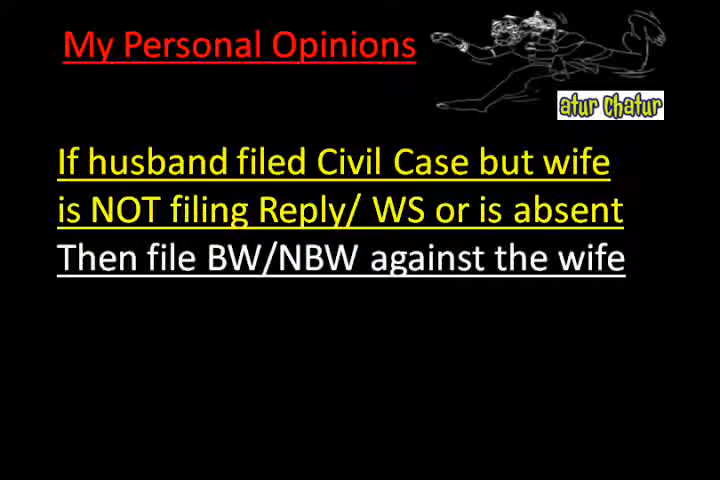 My Personal Opinions
atur Chatur
If husband filed Civil Case but wife
is NOT filing Reply/ WS or is absent
Then file BW/NBW against the wife